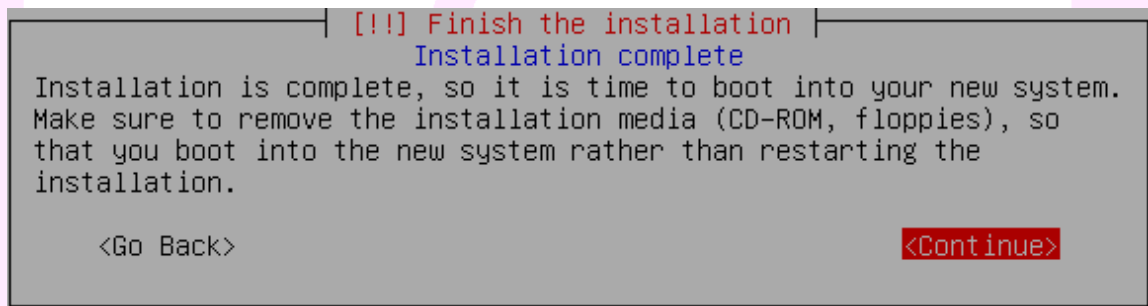 [!!] Finish the installation
Installation complete
Installation is complete, so it is time to boot into your new system.
Make sure to remove the installation media (CD-ROM, floppies), so
that you boot into the new system rather than restarting the
installation.
<Go Back> <Continue>